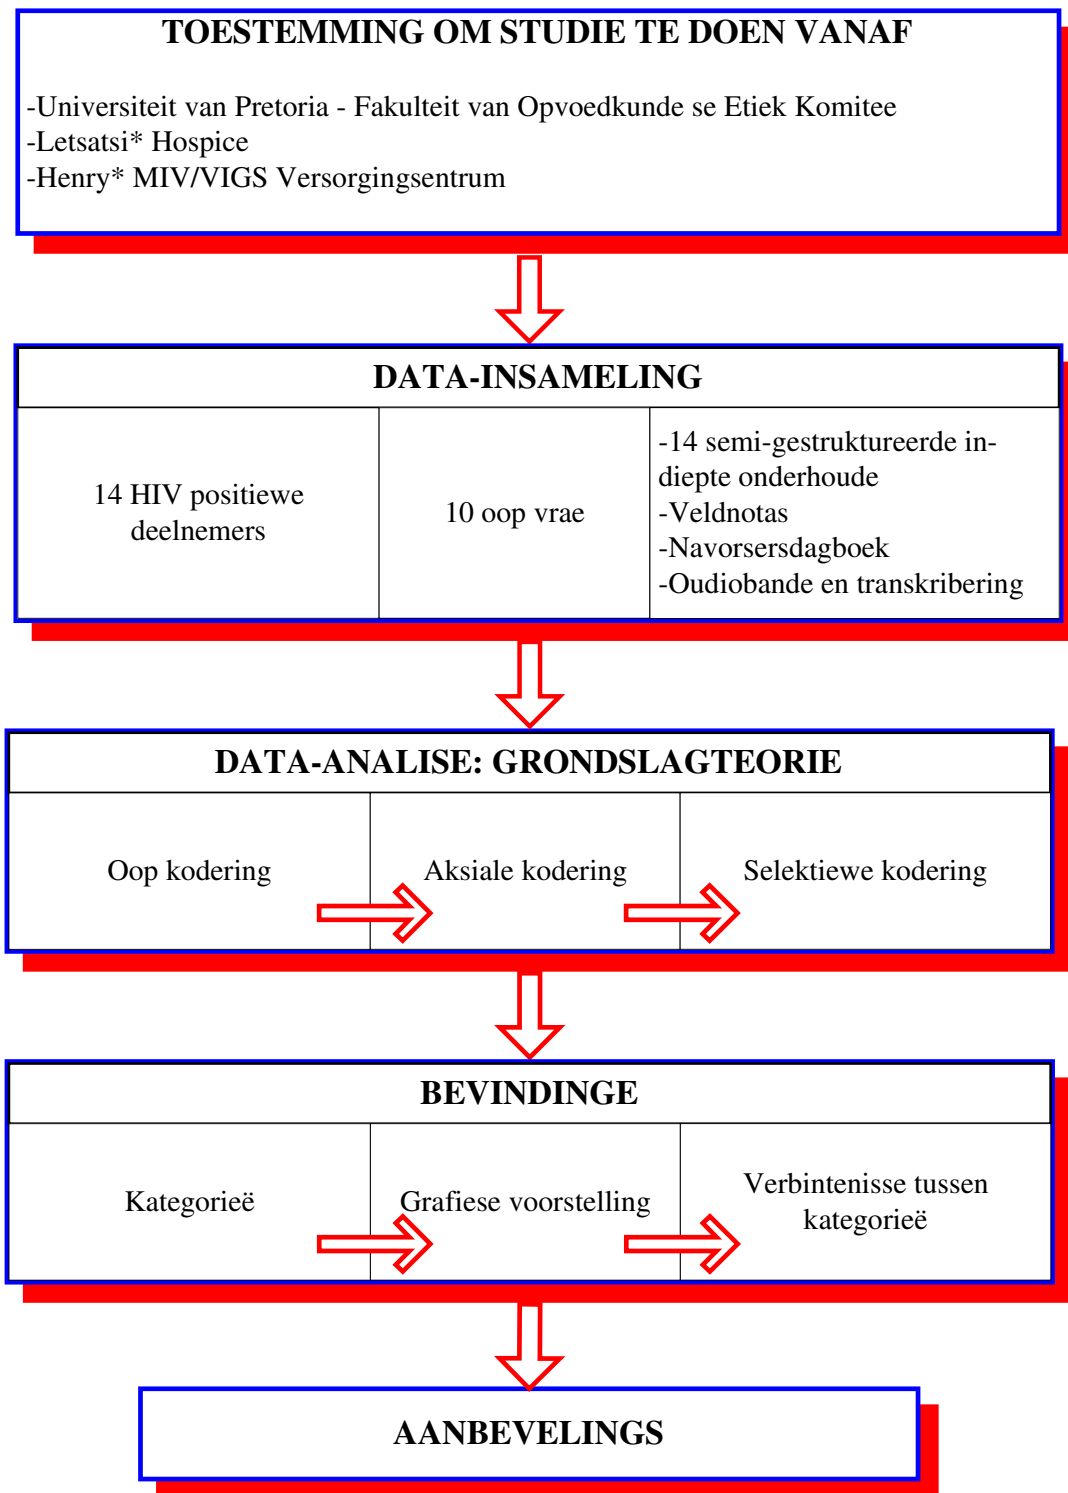 TOESTEMMING OM STUDIE TE DOEN VANAF
-Universiteit van Pretoria - Fakulteit van Opvoedkunde se Etiek Komitee
-Letsatsi* Hospice
-Henry* MIV/VIGS Versorgingsentrum
DATA-INSAMELING
14 HIV positiewe
deelnemers
10 oop vrae
-14 semi-gestruktureerde in-
diepte onderhoude
-Veldnotas
-Navorsersdagboek
-Oudiobande en transkribering
DATA-ANALISE: GRONDSLAGTEORIE
Oop kodering
Aksiale kodering
Selektiewe kodering
BEVINDINGE
Kategorieë
Grafiese voorstelling
Verbintenisse tussen
kategorieë
AANBEVELINGS